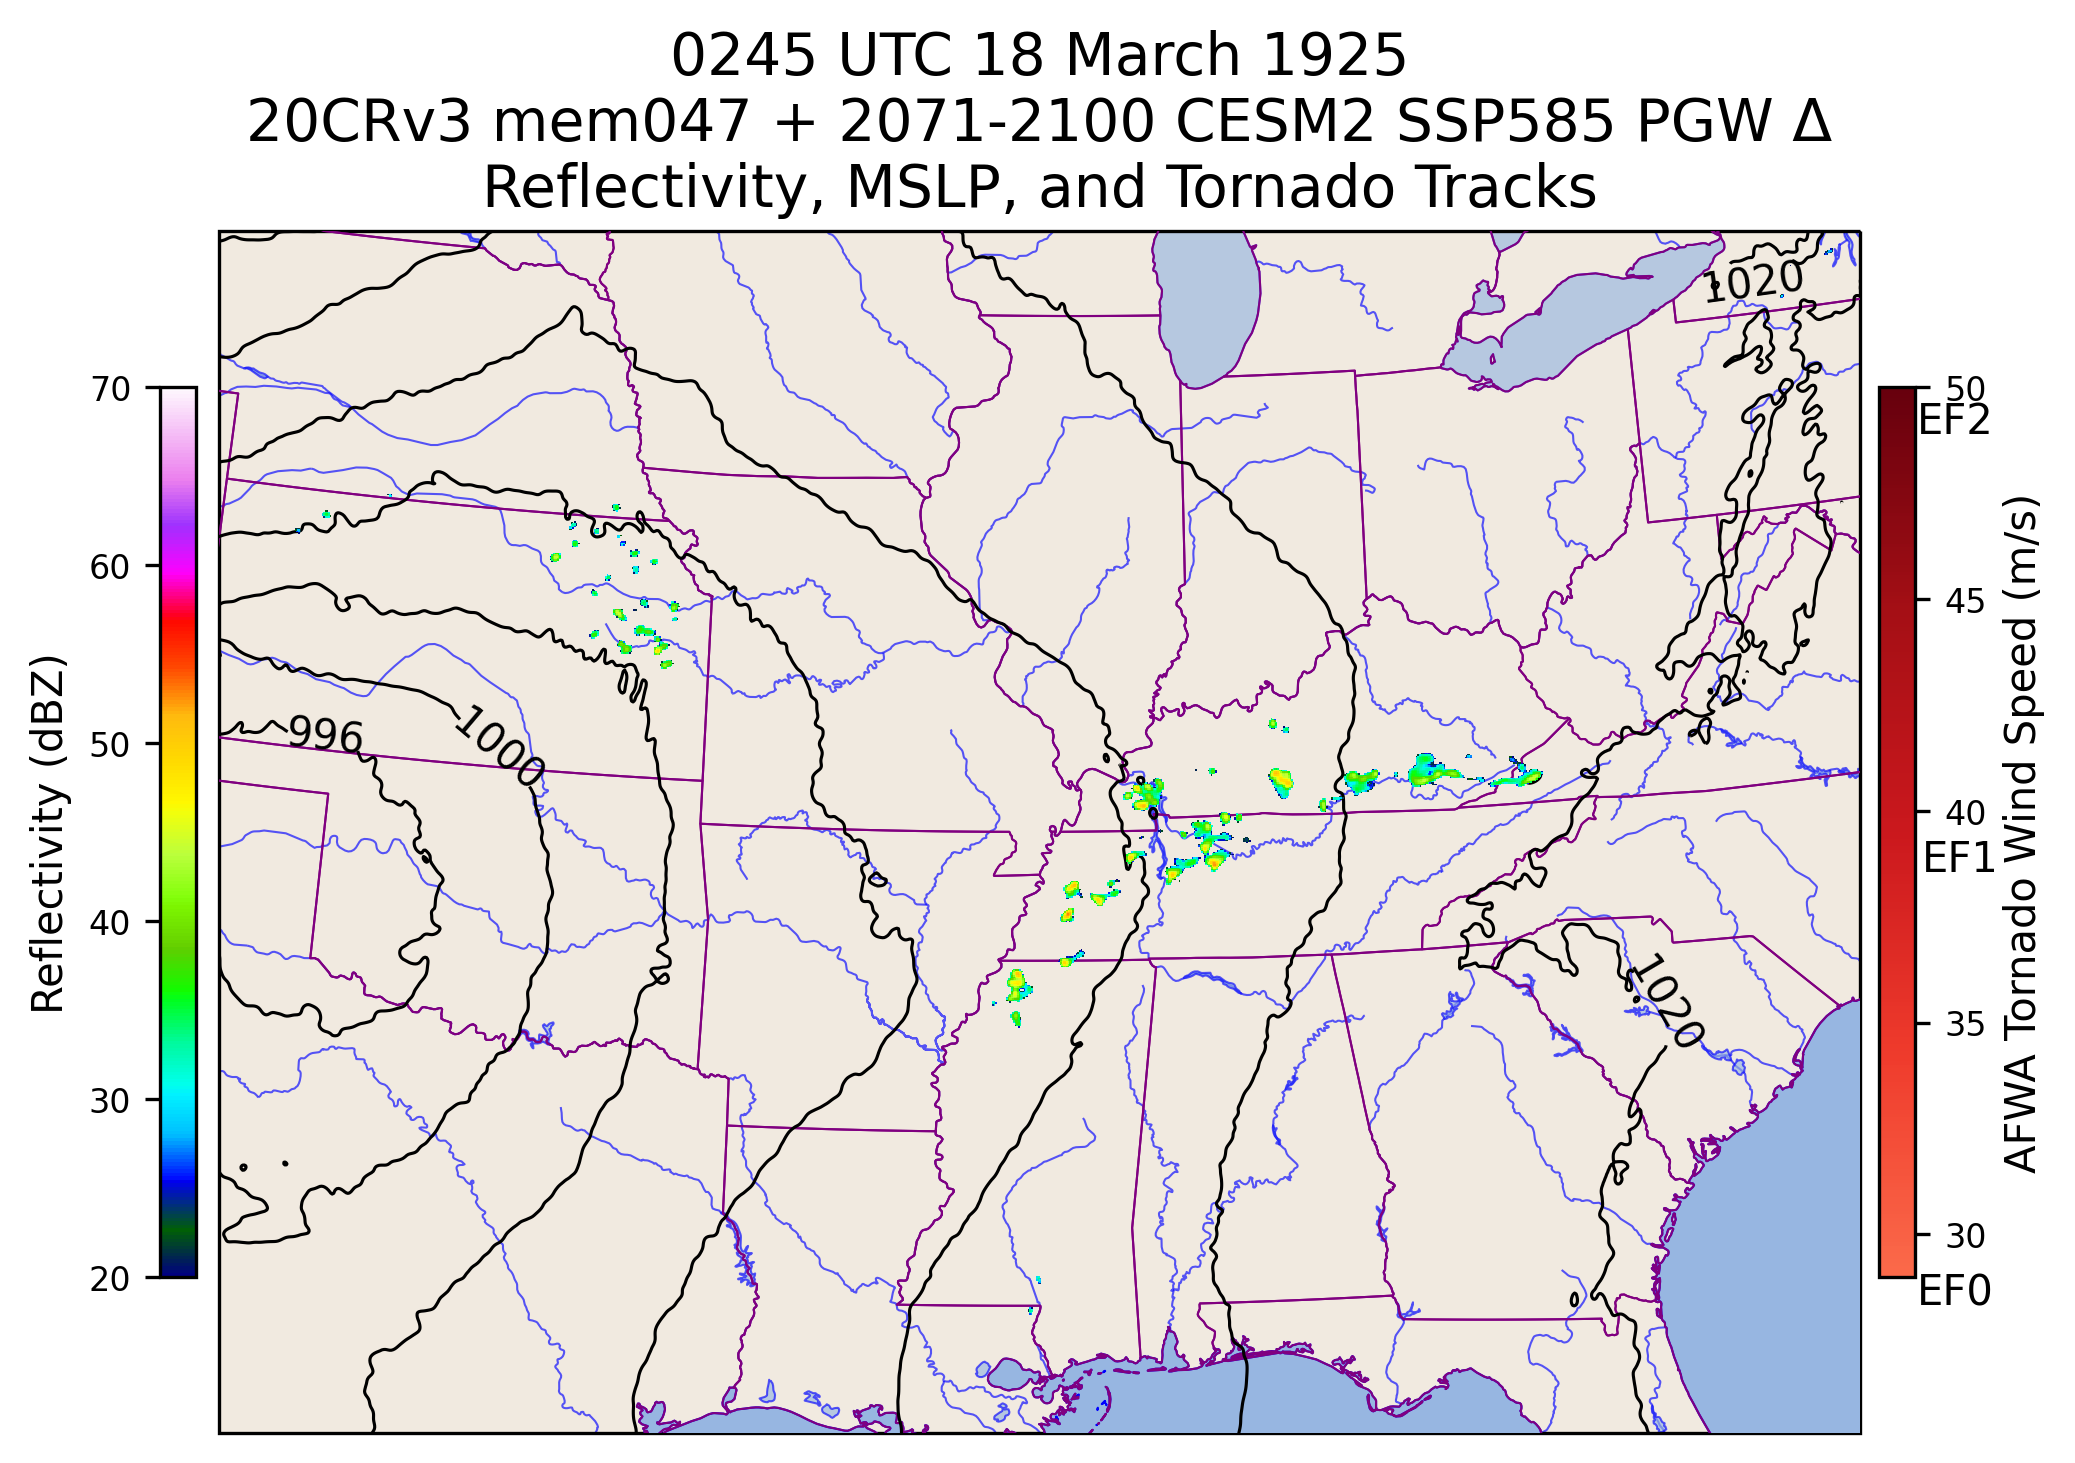 0245 UTC 18 March 1925
20CRv3 mem047 + 2071-2100 CESM2 SSP585 PGW Δ
Reflectivity, MSLP, and Tornado Tracks
Reflectivity (dBZ)
70
60
50
40
30
20
1020
996
1000
1020
50
EF2
45
40
EF1
35
30
EF0
AFWA Tornado Wind Speed (m/s)